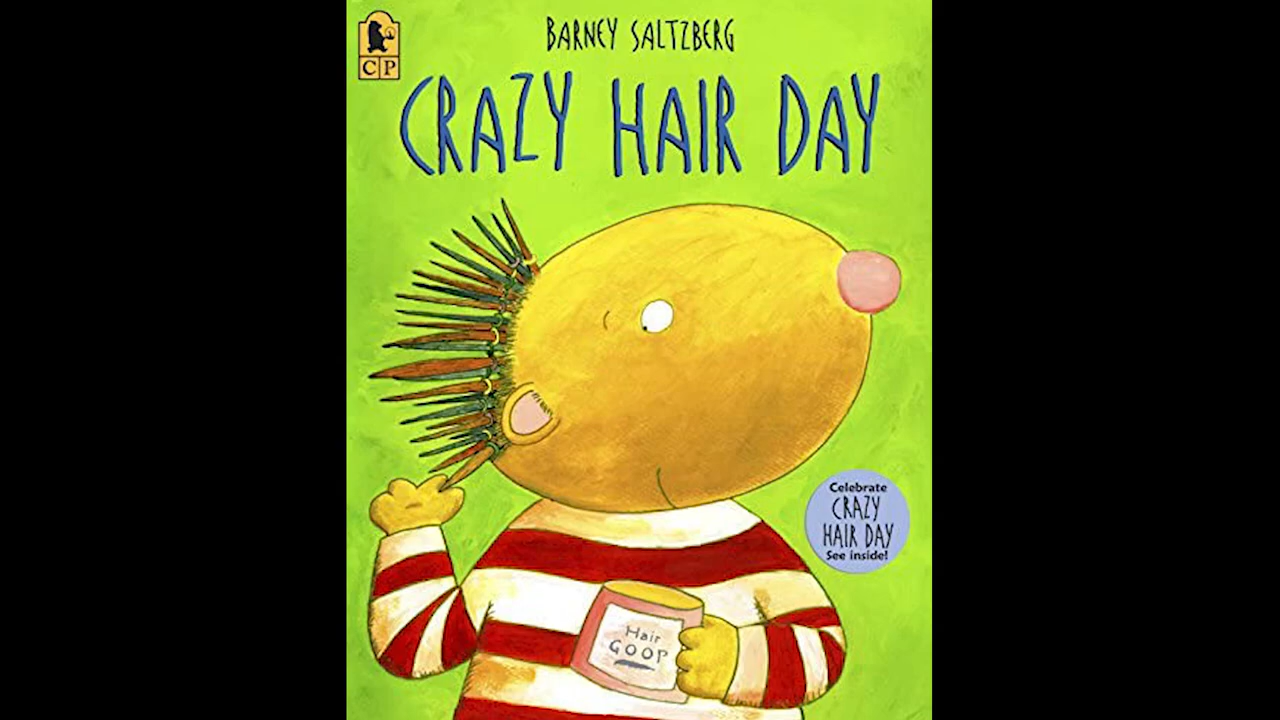 BARNEY SALTZBERG
CP
CRAZY HAIR DAY
Celebrate
CRAZY
HAIR DAY
See inside!
Hair
GOOP